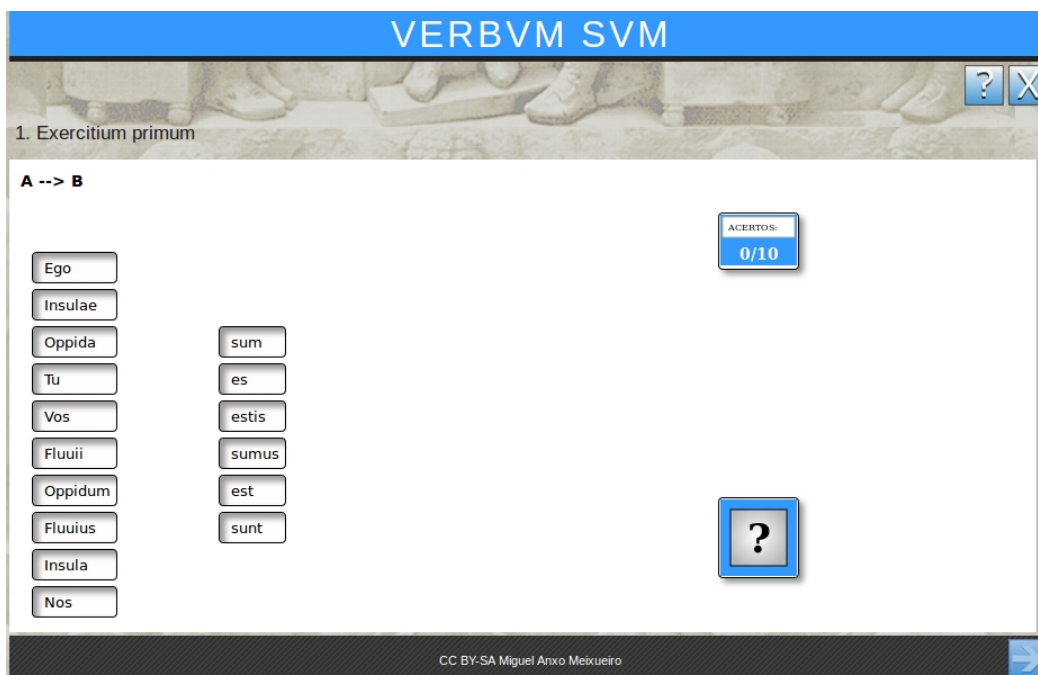 VERBVM SVM
? X
1. Exercitium primum
A --> B
ACERTOS:
0/10
Ego
Insulae
Oppida
Tu
Vos
Fluuii
Oppidum
Fluuius
Insula
Nos
sum
es
estis
sumus
est
sunt
?
CC BY-SA Miguel Anxo Meixueiro